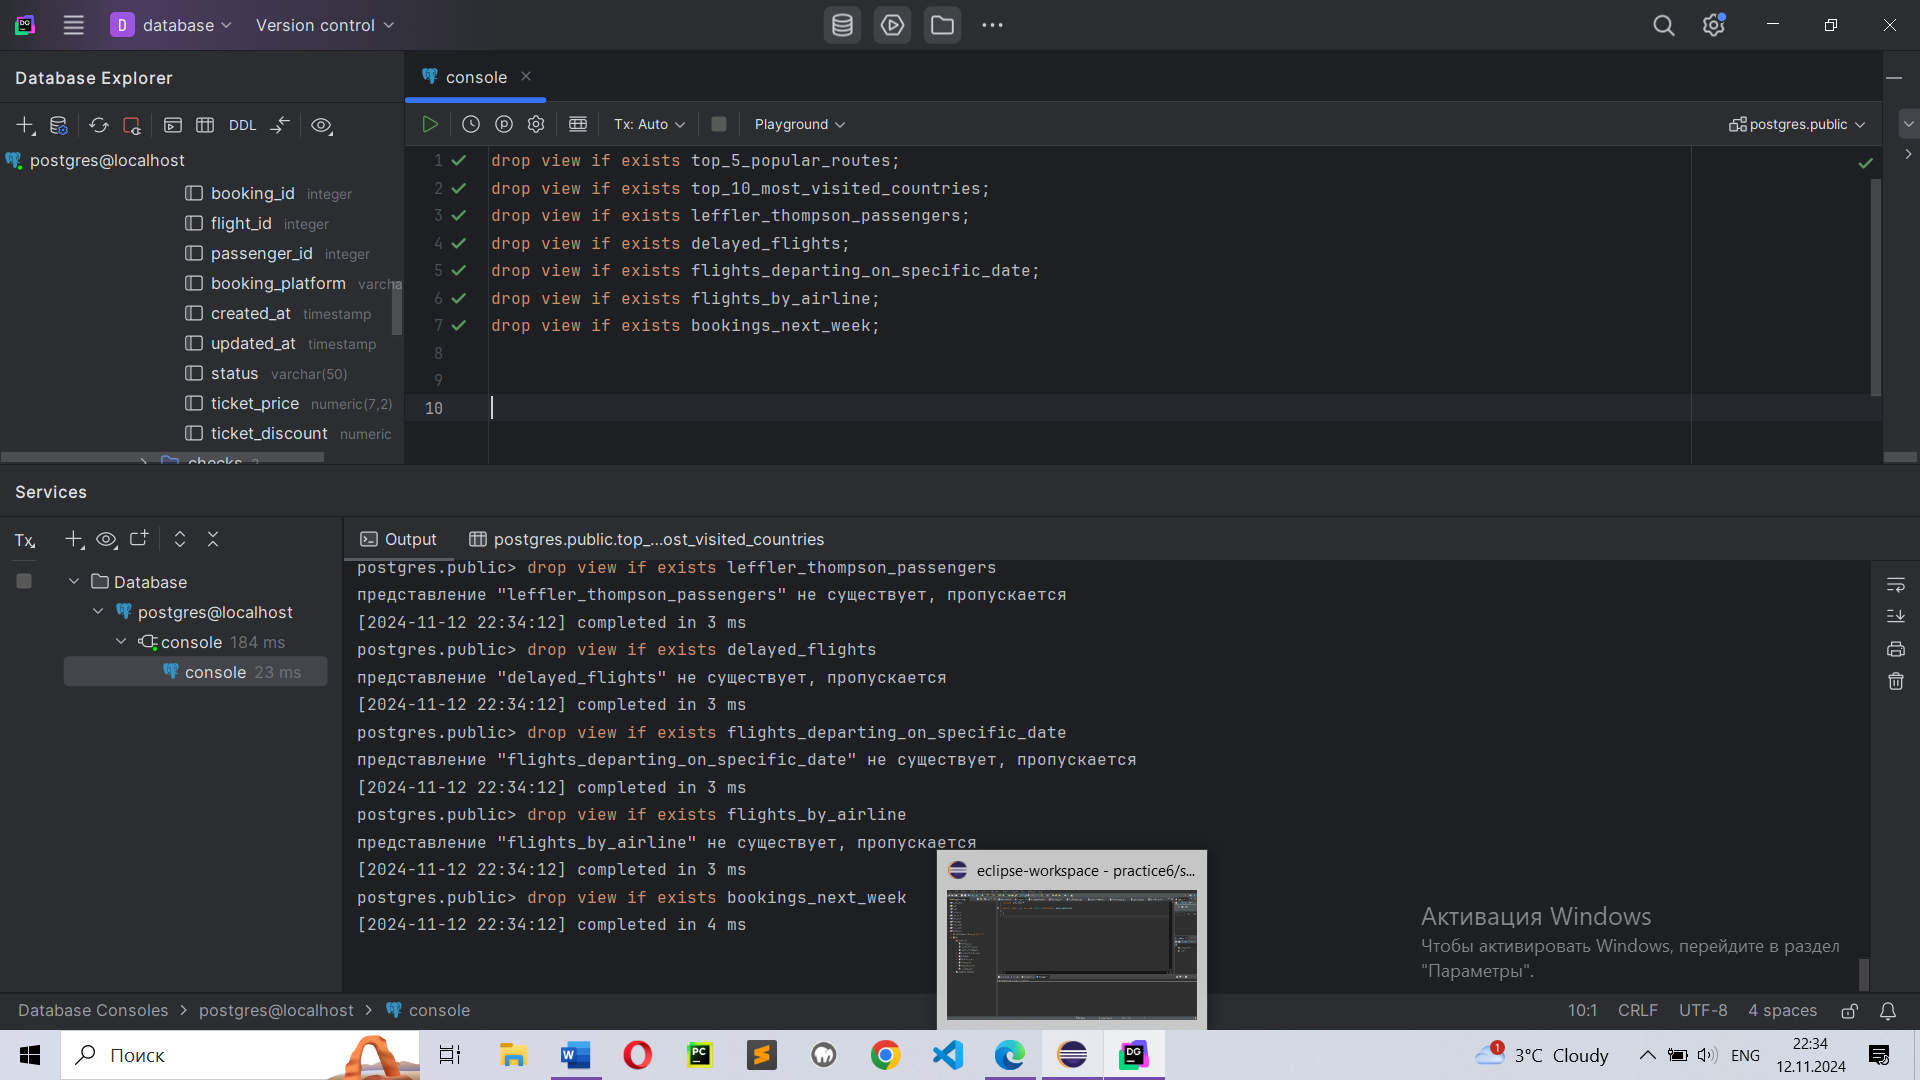 D database Version control
Database Explorer
console
DDL
Tx: Auto
Playground
postgres.public
postgres@localhost
booking_id integer
flight_id integer
passenger_id integer
booking_platform varcha
created_at timestamp
updated_at timestamp
status varchar(50)
ticket_price numeric(7,2)
ticket_discount numeric
checks 2
1 drop view if exists top_5_popular_routes;
2 drop view if exists top_10_most_visited_countries;
3 drop view if exists leffler_thompson_passengers;
4 drop view if exists delayed_flights;
5 drop view if exists flights_departing_on_specific_date;
6 drop view if exists flights_by_airline;
7 drop view if exists bookings_next_week;
8
9
10
Services
Tx
Database
postgres@localhost
console 184 ms
console 23 ms
Output postgres.public.top_...ost_visited_countries
postgres.public> drop view if exists leffler_thompson_passengers
представление "leffler_thompson_passengers" не существует, пропускается
[2024-11-12 22:34:12] completed in 3 ms
postgres.public> drop view if exists delayed_flights
представление "delayed_flights" не существует, пропускается
[2024-11-12 22:34:12] completed in 3 ms
postgres.public> drop view if exists flights_departing_on_specific_date
представление "flights_departing_on_specific_date" не существует, пропускается
[2024-11-12 22:34:12] completed in 3 ms
postgres.public> drop view if exists flights_by_airline
представление "flights_by_airline" не существует, пропускается
[2024-11-12 22:34:12] completed in 3 ms
postgres.public> drop view if exists bookings_next_week
[2024-11-12 22:34:12] completed in 4 ms
eclipse-workspace - practice6/s...
Активация Windows
Чтобы активировать Windows, перейдите в раздел
"Параметры".
Database Consoles > postgres@localhost > console
10:1 CRLF UTF-8 4 spaces
Поиск
1 3°C Cloudy
ENG
22:34
12.11.2024